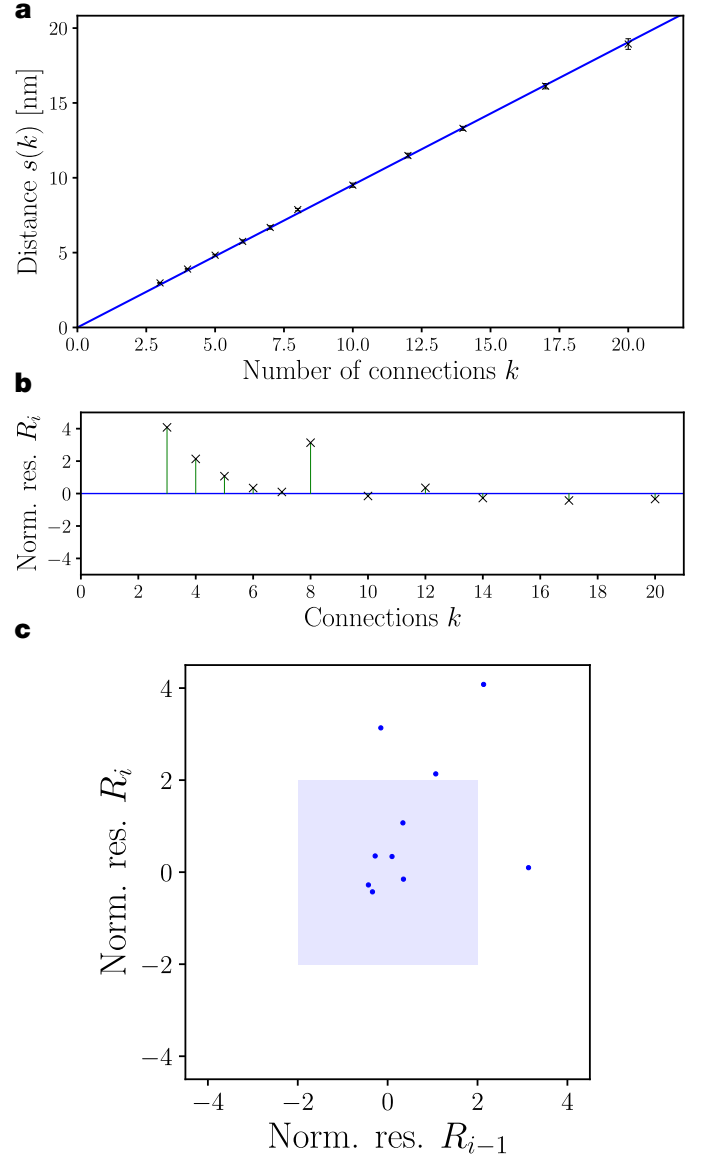 a
20
15
10
5
0
Distance s(k) [nm]
0.0 2.5 5.0 7.5 10.0 12.5 15.0 17.5 20.0
Number of connections k
b
4
2
0
−2
−4
Norm. res. R_i
0 2 4 6 8 10 12 14 16 18 20
Connections k
c
4
2
0
−2
−4
Norm. res. R_i
−4 −2 0 2 4
Norm. res. R_{i−1}